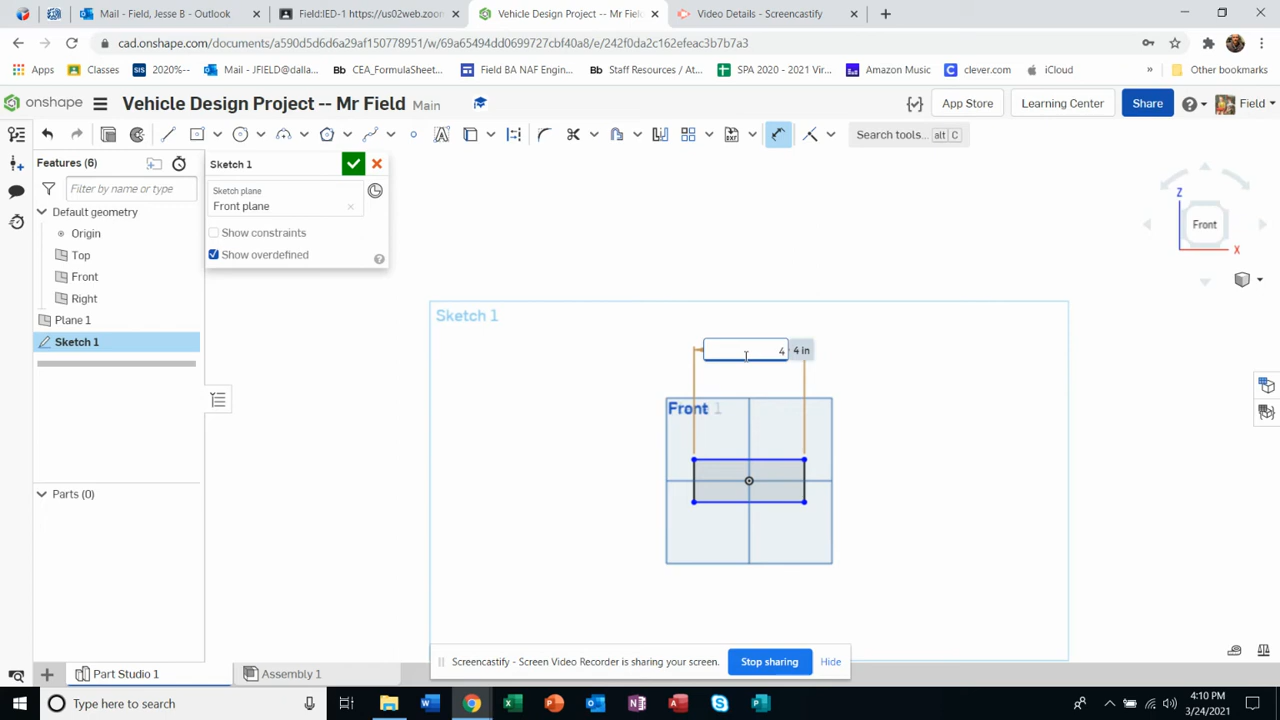 Mail - Field, Jesse B - Outlook
Field:IED-1 https://us02web.zoon
Vehicle Design Project -- Mr Field
Video Details - Screencastify
cad.onshape.com/documents/a590d5d6d6a29af150778951/w/69a65494dd0699727cbf40a8/e/242f0da2c162efeac3b7b7a3
Apps
Classes
SIS
2020%--
Mail - JFIELD@dalla...
Bb
CEA_FormulaSheet...
Field BA NAF Engin...
Bb
Staff Resources / At...
SPA 2020 - 2021 Vir...
Amazon Music
clever.com
iCloud
»
Other bookmarks
onshape
Vehicle Design Project -- Mr Field
Main
App Store
Learning Center
Share
Field
Search tools...
alt
C
Features (6)
Filter by name or type
Default geometry
Origin
Top
Front
Right
Plane 1
Sketch 1
Parts (0)
Sketch 1
Sketch plane
Front plane
Show constraints
Show overdefined
Z
Front
X
Sketch 1
4
4 in
Front
1
Screencastify - Screen Video Recorder is sharing your screen.
Stop sharing
Hide
Part Studio 1
Assembly 1
Type here to search
4:10 PM
3/24/2021